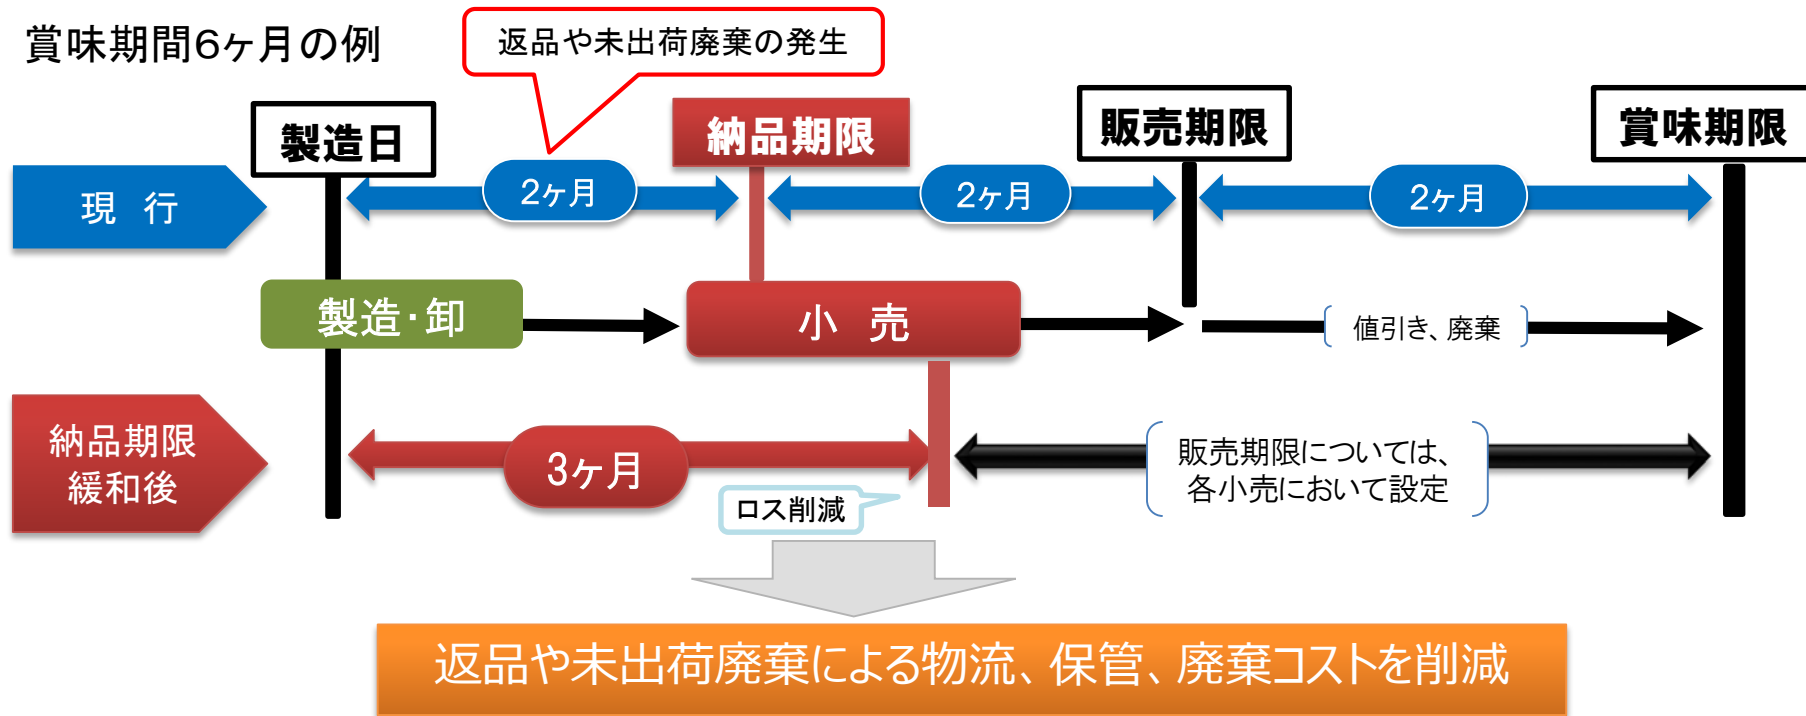 賞味期間6ヶ月の例
返品や未出荷廃棄の発生
製造日
納品期限
販売期限
賞味期限
現 行
2ヶ月
2ヶ月
2ヶ月
製造・卸
小 売
値引き、廃棄
納品期限
緩和後
3ヶ月
販売期限については、
各小売において設定
ロス削減
返品や未出荷廃棄による物流、保管、廃棄コストを削減